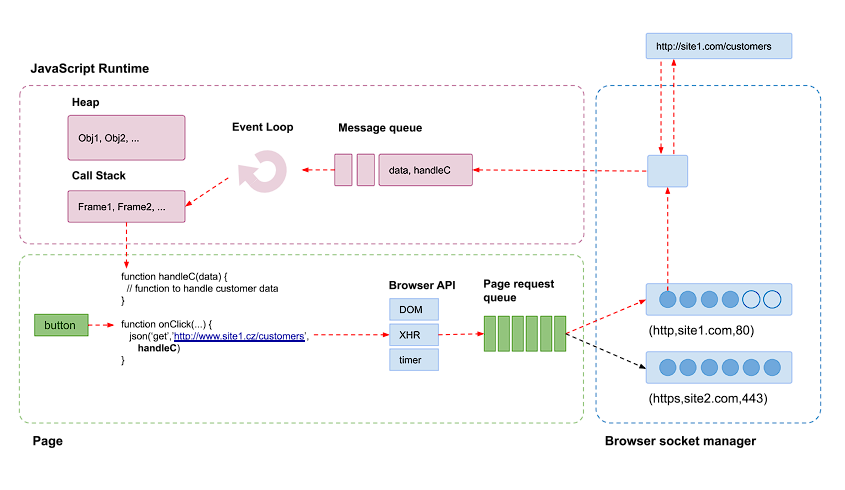 http://site1.com/customers
JavaScript Runtime
Heap
Obj1, Obj2, ...
Event Loop
Message queue
data, handleC
Call Stack
Frame1, Frame2, ...
function handleC(data) {
// function to handle customer data
}
button
function onClick(...) {
json('get','http://www.site1.cz/customers',
handleC)
}
Browser API
DOM
XHR
timer
Page request
queue
(http,site1.com,80)
(https,site2.com,443)
Page
Browser socket manager